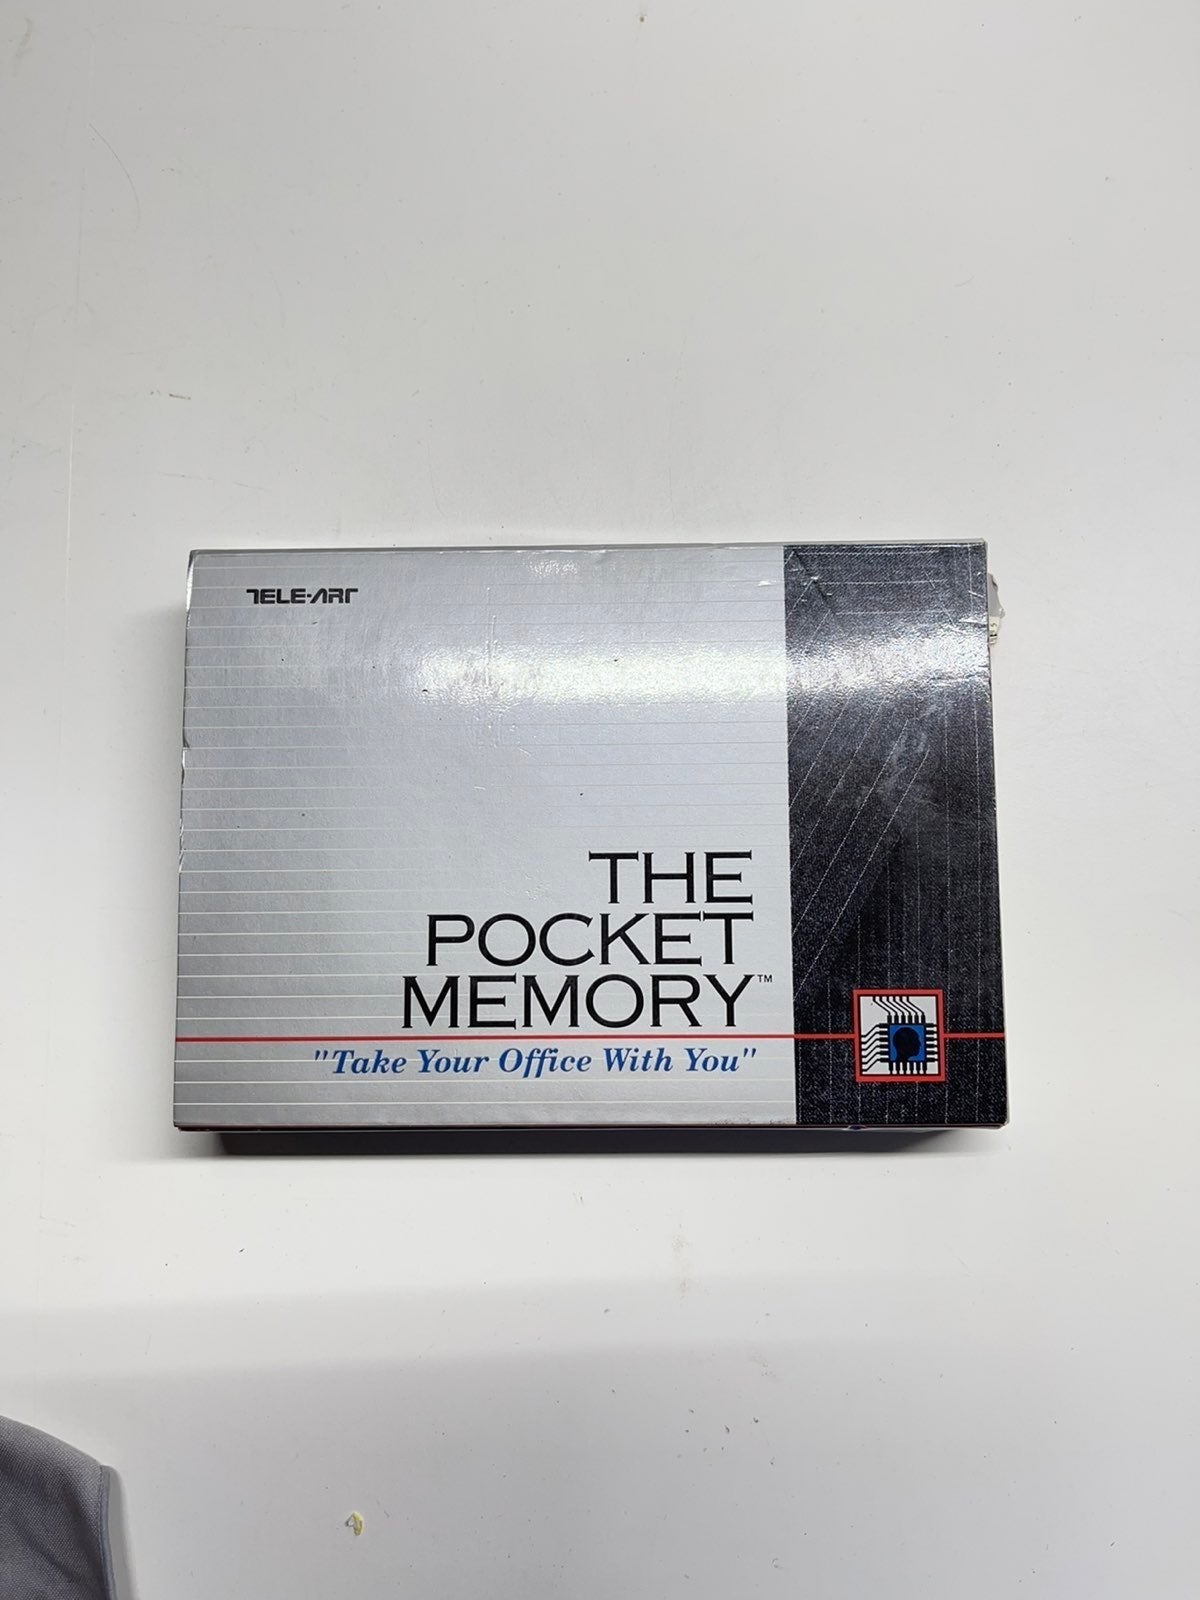 TELE-ART
THE
POCKET
MEMORY™
"Take Your Office With You"